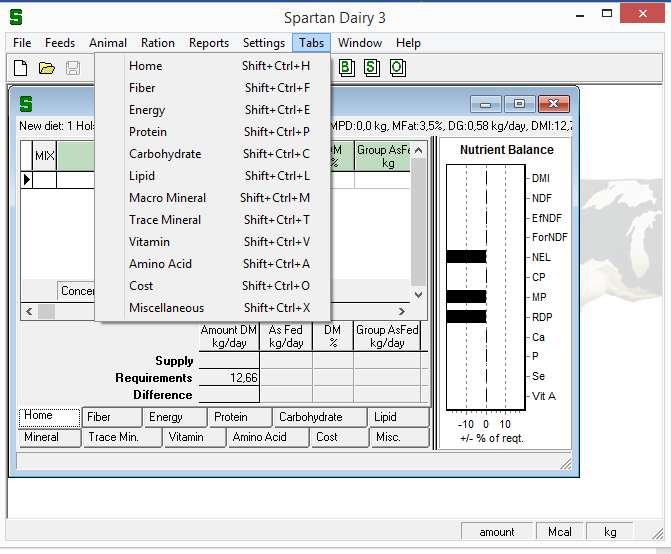 Spartan Dairy 3
File Feeds Animal Ration Reports Settings Tabs Window Help
B S O
Home Shift+Ctrl+H
Fiber Shift+Ctrl+F
Energy Shift+Ctrl+E
Protein Shift+Ctrl+P
Carbohydrate Shift+Ctrl+C
Lipid Shift+Ctrl+L
Macro Mineral Shift+Ctrl+M
Trace Mineral Shift+Ctrl+T
Vitamin Shift+Ctrl+V
Amino Acid Shift+Ctrl+A
Cost Shift+Ctrl+O
Miscellaneous Shift+Ctrl+X
S
New diet: 1 Hols MPD:0,0 kg, MFat:3,5%, DG:0,58 kg/day, DMI:12,7
MIX DM % Group AsFe kg
Concer
Amount DM kg/day As Fed kg/day DM % Group AsFed kg/day
Supply
Requirements 12,66
Difference
Home Fiber Energy Protein Carbohydrate Lipid
Mineral Trace Min. Vitamin Amino Acid Cost Misc.
Nutrient Balance
DMI
NDF
EfNDF
ForNDF
NEL
CP
MP
RDP
Ca
P
Se
Vit A
-10 0 10
+/- % of reqt.
amount Mcal kg